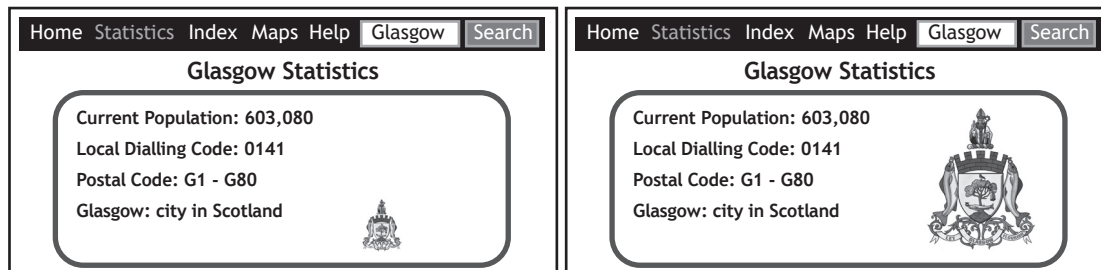 Home Statistics Index Maps Help Glasgow Search
Glasgow Statistics
Current Population: 603,080
Local Dialling Code: 0141
Postal Code: G1 - G80
Glasgow: city in Scotland
Home Statistics Index Maps Help Glasgow Search
Glasgow Statistics
Current Population: 603,080
Local Dialling Code: 0141
Postal Code: G1 - G80
Glasgow: city in Scotland